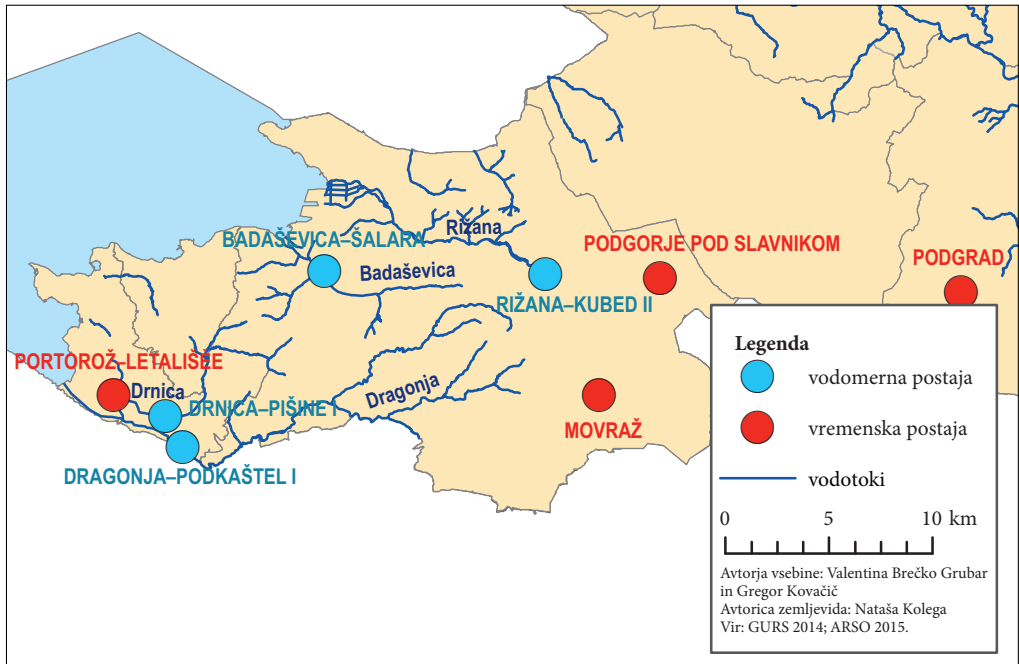 Rižana
BADAŠEVICA–ŠALARA
PODGORJE POD SLAVNIKOM
PODGRAD
Badaševica
RIŽANA–KUBED II
PORTOROŽ–LETALIŠÈE
Drnica
DRNICA–PIŠINE I
Dragonja
MOVRAŽ
DRAGONJA–PODKAŠTEL I
Legenda
vodomerna postaja
vremenska postaja
vodotoki
0 5 10 km
Avtorja vsebine: Valentina Brečko Grubar
in Gregor Kovačič
Avtorica zemljevida: Nataša Kolega
Vir: GURS 2014; ARSO 2015.